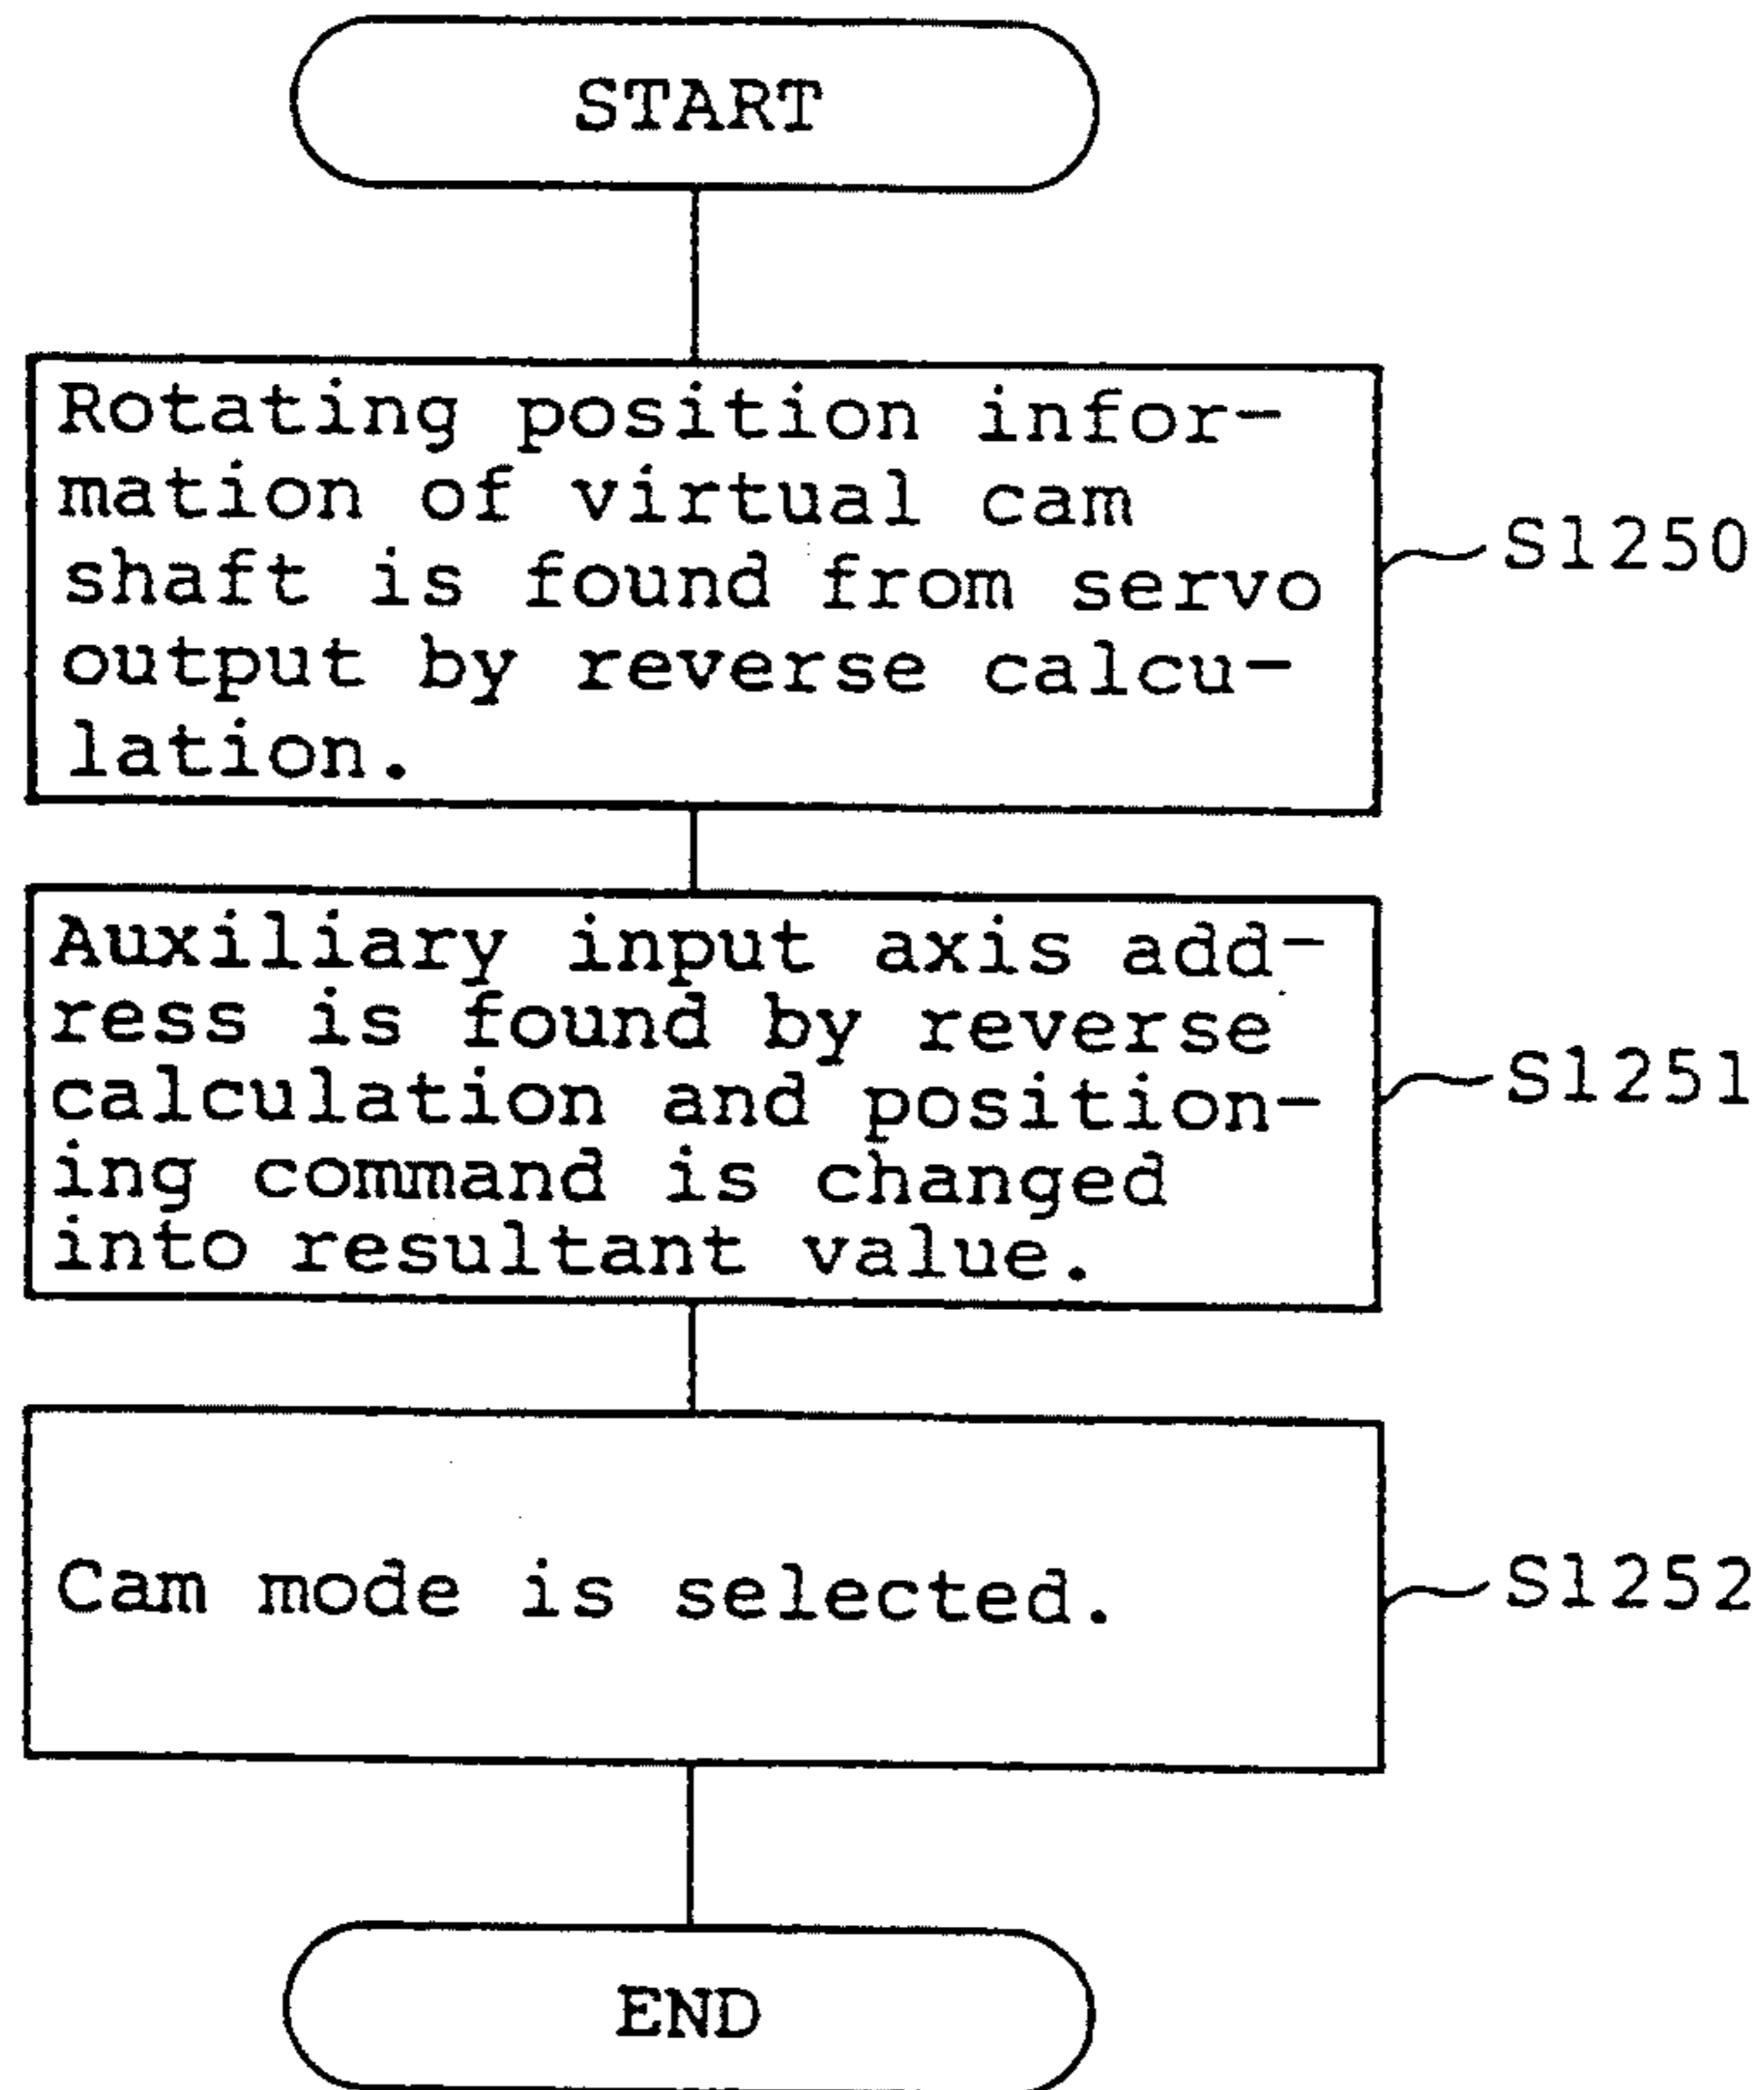 START
Rotating position infor-
mation of virtual cam
shaft is found from servo
output by reverse calcu-
lation.
S1250
Auxiliary input axis add-
ress is found by reverse
calculation and position-
ing command is changed
into resultant value.
S1251
Cam mode is selected.
S1252
END